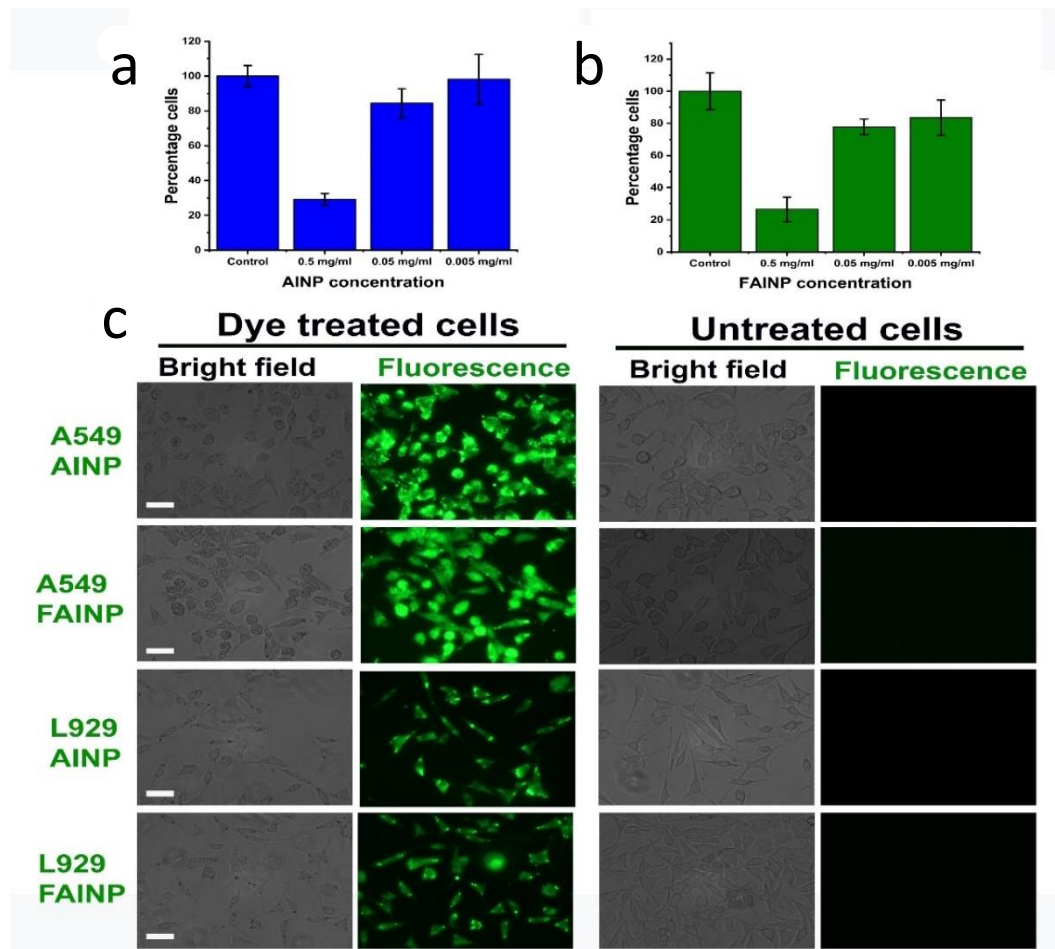 a
120
100
80
60
40
20
0
Percentage cells
Control
0.5 mg/ml
0.05 mg/ml
0.005 mg/ml
AINP concentration
b
120
100
80
60
40
20
0
Percentage cells
Control
0.5 mg/ml
0.05 mg/ml
0.005 mg/ml
FAINP concentration
c
Dye treated cells
Untreated cells
Bright field
Fluorescence
Bright field
Fluorescence
A549
AINP
A549
FAINP
L929
AINP
L929
FAINP